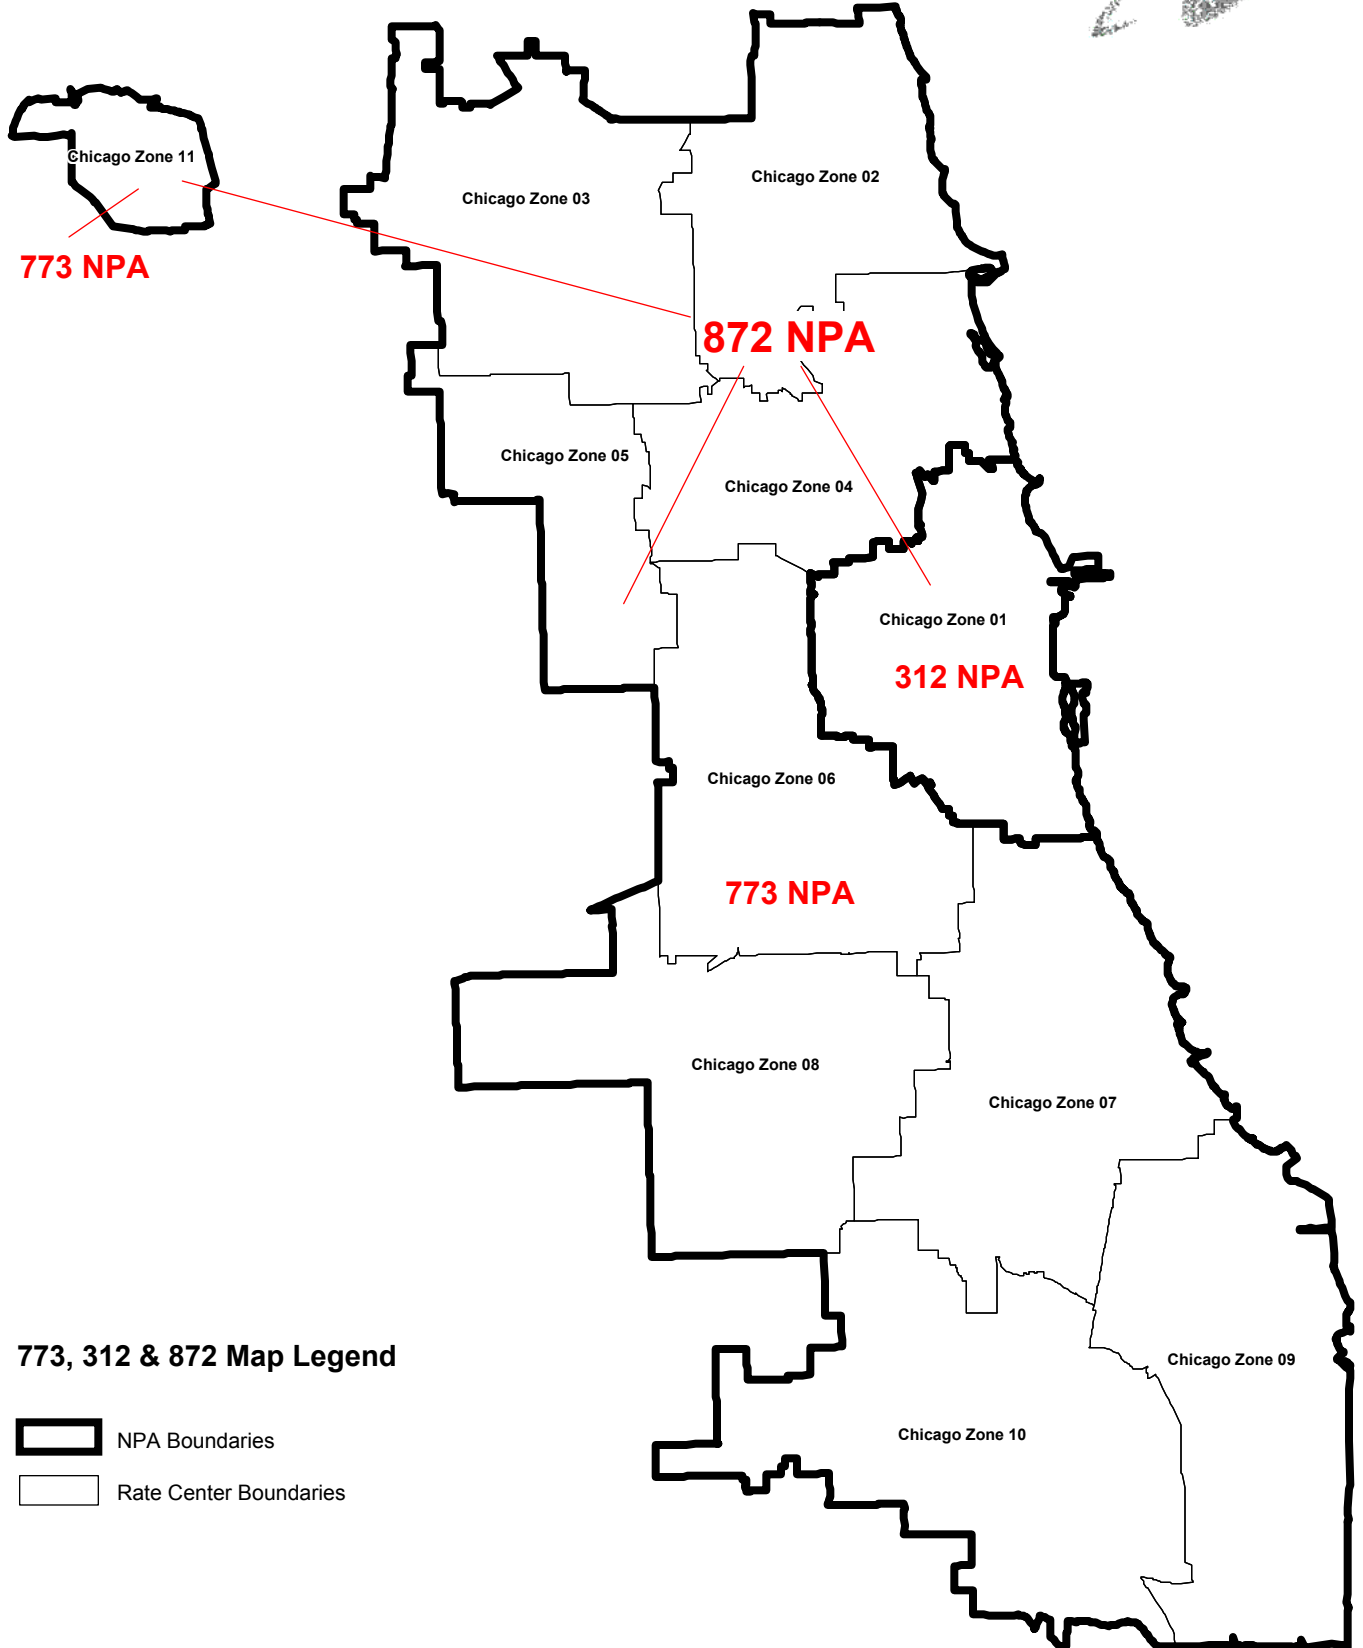 Chicago Zone 11
Chicago Zone 03
Chicago Zone 02
773 NPA
872 NPA
Chicago Zone 05
Chicago Zone 04
Chicago Zone 01
312 NPA
Chicago Zone 06
773 NPA
Chicago Zone 08
Chicago Zone 07
Chicago Zone 09
Chicago Zone 10
773, 312 & 872 Map Legend
NPA Boundaries
Rate Center Boundaries